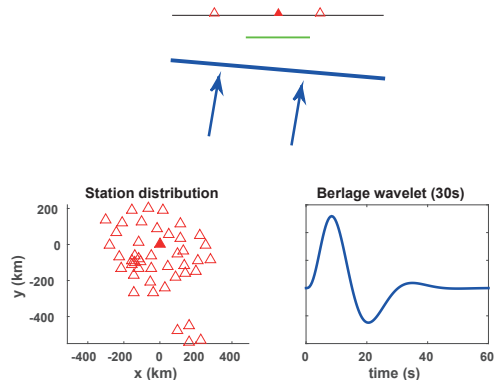 Station distribution
200
0
-200
-400
y (km)
-400 -200 0 200 400
x (km)
Berlage wavelet (30s)
0 20 40 60
time (s)